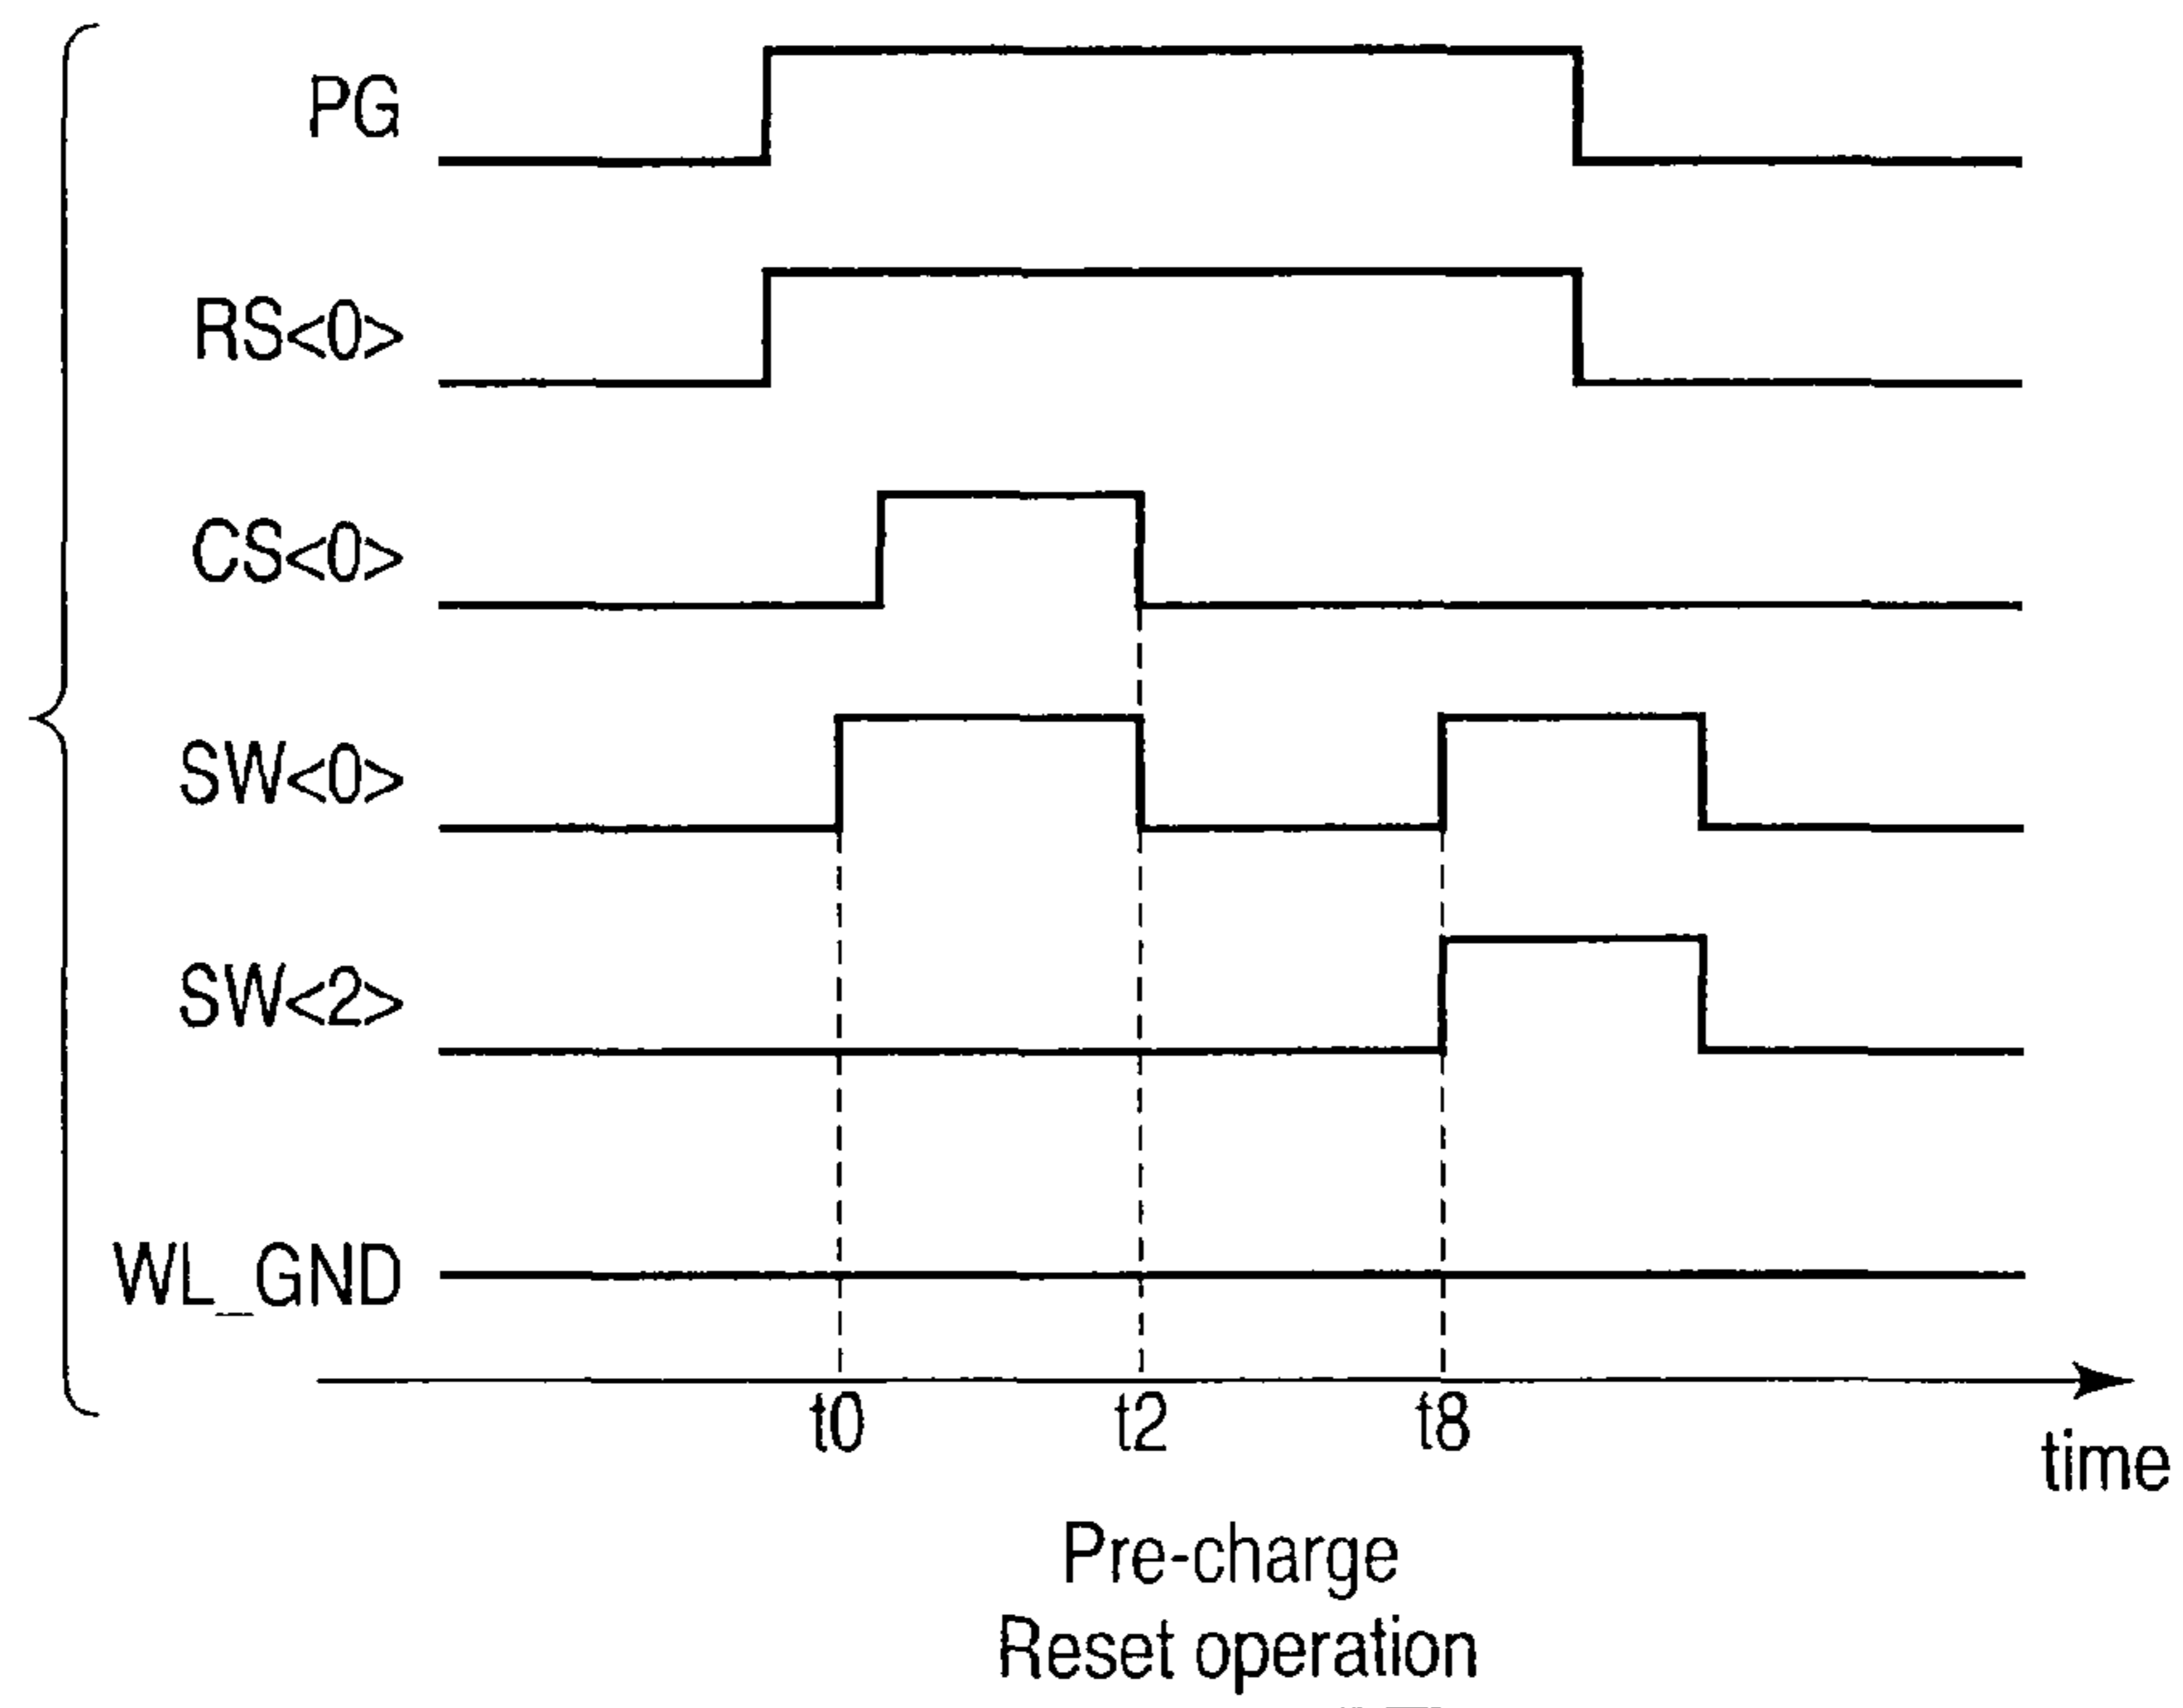 PG
RS<0>
CS<0>
SW<0>
SW<2>
WL_GND
t0 t2 t8
time
Pre-charge
Reset operation